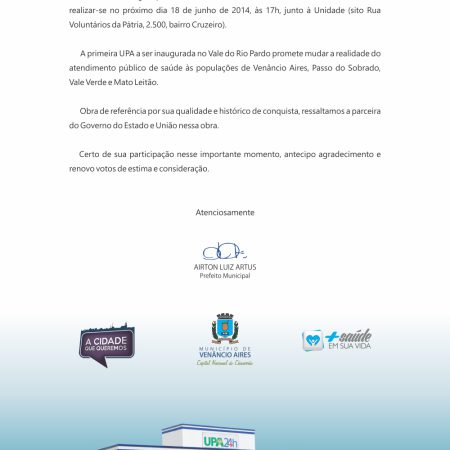 realizar-se no próximo dia 18 de junho de 2014, às 17h, junto à Unidade (sito Rua
Voluntários da Pátria, 2.500, bairro Cruzeiro).
A primeira UPA a ser inaugurada no Vale do Rio Pardo promete mudar a realidade do
atendimento público de saúde às populações de Venâncio Aires, Passo do Sobrado,
Vale Verde e Mato Leitão.
Obra de referência por sua qualidade e histórico de conquista, ressaltamos a parceira
do Governo do Estado e União nessa obra.
Certo de sua participação nesse importante momento, antecipo agradecimento e
renovo votos de estima e consideração.
Atenciosamente
AIRTON LUIZ ARTUS
Prefeito Municipal
A CIDADE
QUE QUEREMOS
MUNICÍPIO DE
VENÂNCIO AIRES
Capital Nacional do Chimarrão
+saúde
EM SUA VIDA
UPA24h